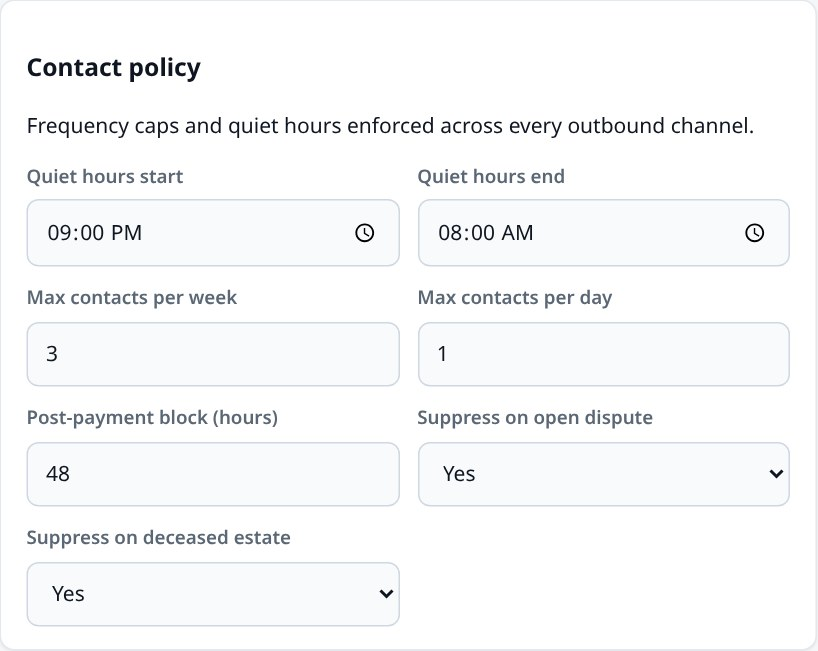 Contact policy
Frequency caps and quiet hours enforced across every outbound channel.
Quiet hours start
Quiet hours end
09:00 PM
08:00 AM
Max contacts per week
Max contacts per day
3
1
Post-payment block (hours)
Suppress on open dispute
48
Yes
Suppress on deceased estate
Yes